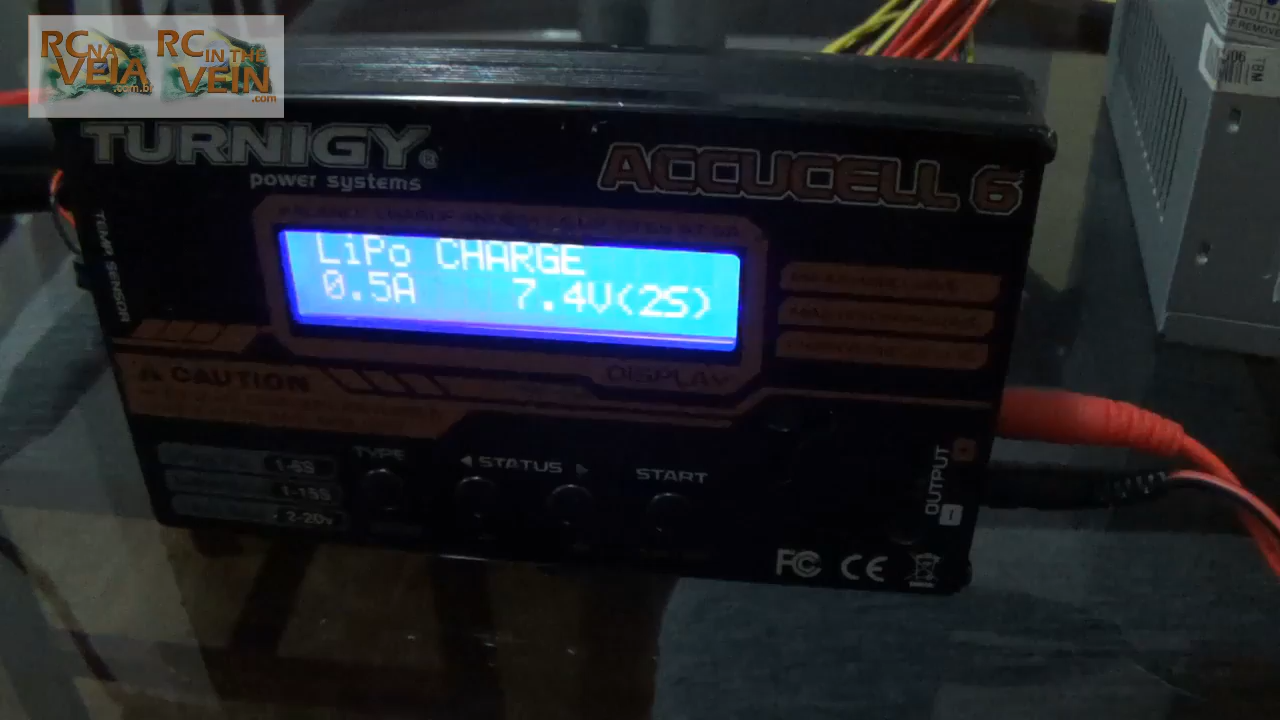 RC NA VEIA .com.br
RC IN THE VEIN .com
TURNIGY®
power systems
ACCUCELL 6
LiPo CHARGE
0.5A 7.4V(2S)
TEMP SENSOR
DISPLAY
CAUTION
1-6S
1-15S
2-20v
TYPE
◄ STATUS ►
START
OUTPUT
+
-
FC CE